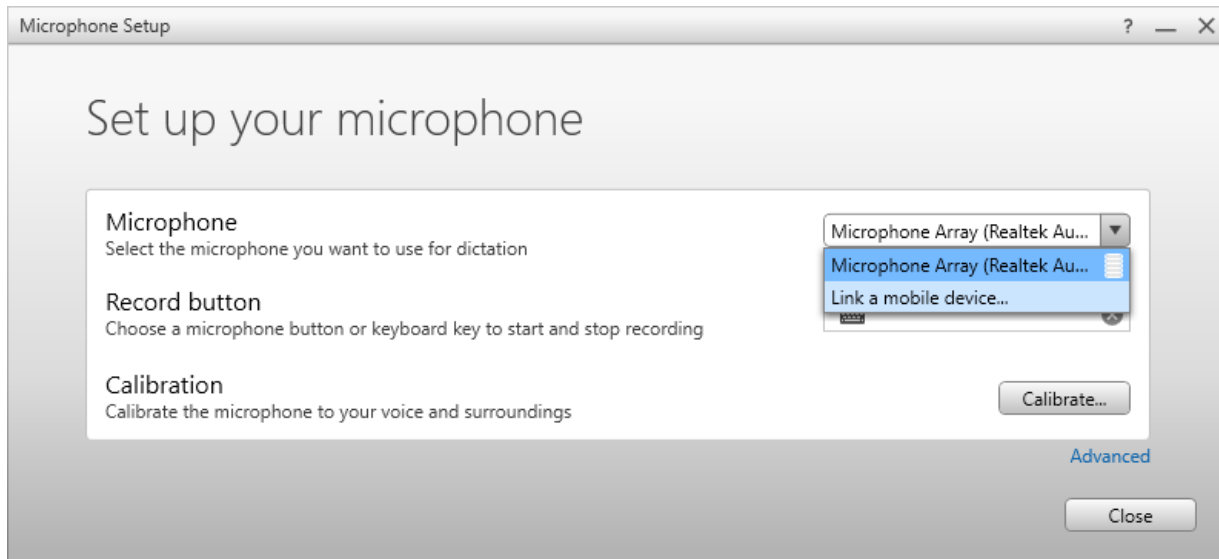 Microphone Setup
?
Set up your microphone
Microphone
Select the microphone you want to use for dictation
Microphone Array (Realtek Au...
Microphone Array (Realtek Au...
Link a mobile device...
Record button
Choose a microphone button or keyboard key to start and stop recording
Calibration
Calibrate the microphone to your voice and surroundings
Calibrate...
Advanced
Close